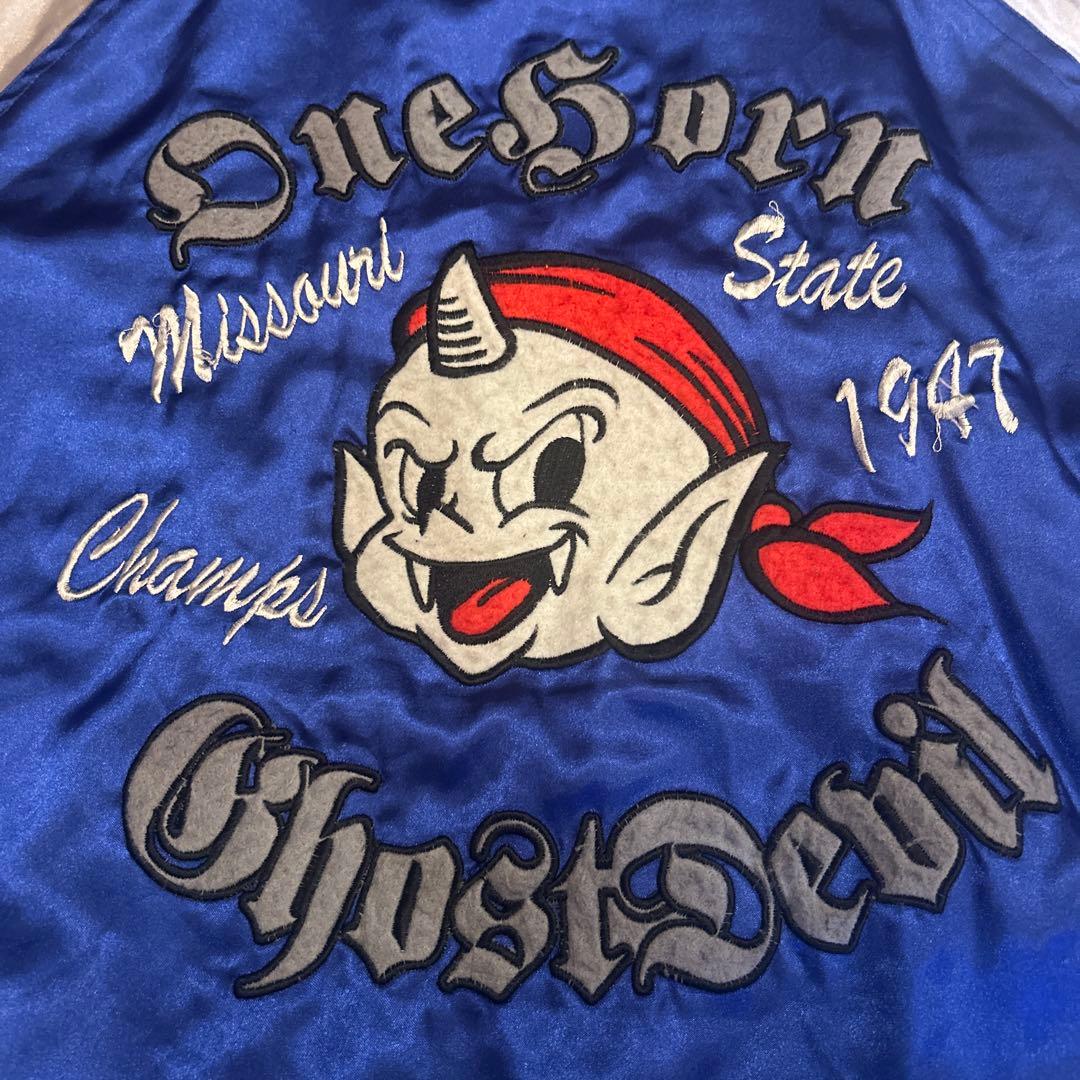 OneHorn
Missouri State
1947
Champs
GhostDevil